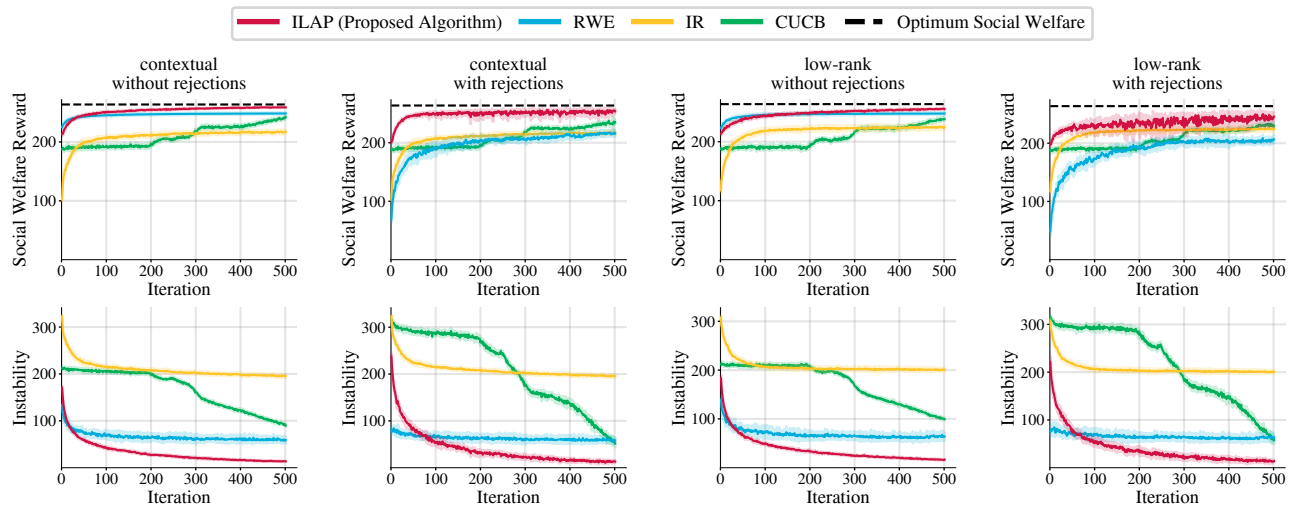 ILAP (Proposed Algorithm) RWE IR CUCB Optimum Social Welfare
contextual
without rejections
contextual
with rejections
low-rank
without rejections
low-rank
with rejections
Social Welfare Reward
200
100
0 100 200 300 400 500
Iteration
Social Welfare Reward
200
100
0 100 200 300 400 500
Iteration
Social Welfare Reward
200
100
0 100 200 300 400 500
Iteration
Social Welfare Reward
200
100
0 100 200 300 400 500
Iteration
Instability
300
200
100
0 100 200 300 400 500
Iteration
Instability
300
200
100
0 100 200 300 400 500
Iteration
Instability
300
200
100
0 100 200 300 400 500
Iteration
Instability
300
200
100
0 100 200 300 400 500
Iteration